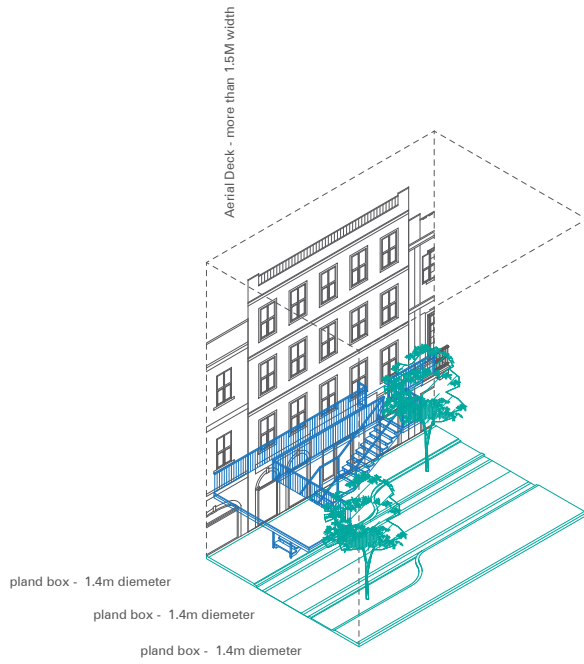 Aerial Deck - more than 1.5M width
pland box - 1.4m diemeter
pland box - 1.4m diemeter
pland box - 1.4m diemeter